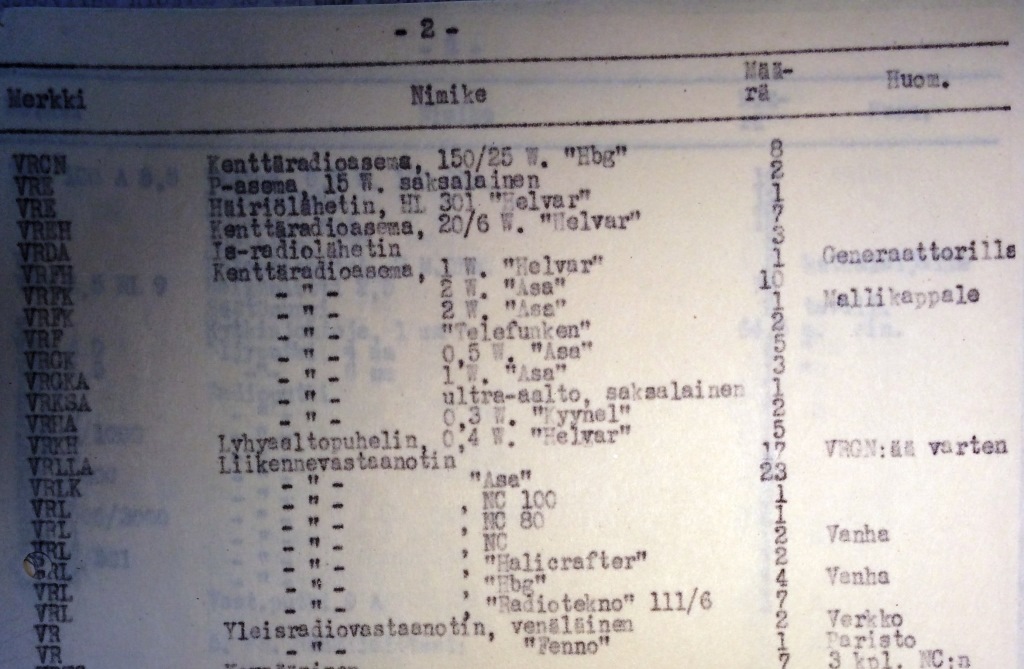 - 2 -
Merkki Nimike Mää-rä Huom.
VRCN Kenttäradioasema, 150/25 W. "Hbg" 8
VRE P-asema, 15 W. saksalainen 2
VRE Häiriölähetin, HL 301 "Helvar" 1
VREH Kenttäradioasema, 20/6 W. "Helvar" 7
VRDA Is-radiolähetin 3
VRFH Kenttäradioasema, 1 W. "Helvar" 1 Generaattorilla
VRFK - " - 2 W. "Asa" 10
VRFK - " - 2 W. "Asa" 1 Mallikappale
VRF - " - "Telefunken" 2
VRGK - " - 0,5 W. "Asa" 5
VRGKA - " - 1 W. "Asa" 3
VRKSA - " - ultra-aalto, saksalainen 1
VRHA - " - 0,3 W. "Kyynel" 2
VRKH Lyhyaaltopuhelin, 0,4 W. "Helvar" 5
VRLLA Liikennevastaanotin 17 VRGN:ää varten
VRLK - " - "Asa" 23
VRL - " - , NC 100 1
VRL - " - , NC 80 1
VRL - " - , NC 2 Vanha
VRL - " - , "Halicrafter" 2
VRL - " - , "Hbg" 4 Vanha
VRL - " - , "Radiotekno" 111/6 7
VR Yleisradiovastaanotin, venäläinen 2 Verkko
VR - " - "Fenno" 1 Paristo
7 3 kpl. NC:n